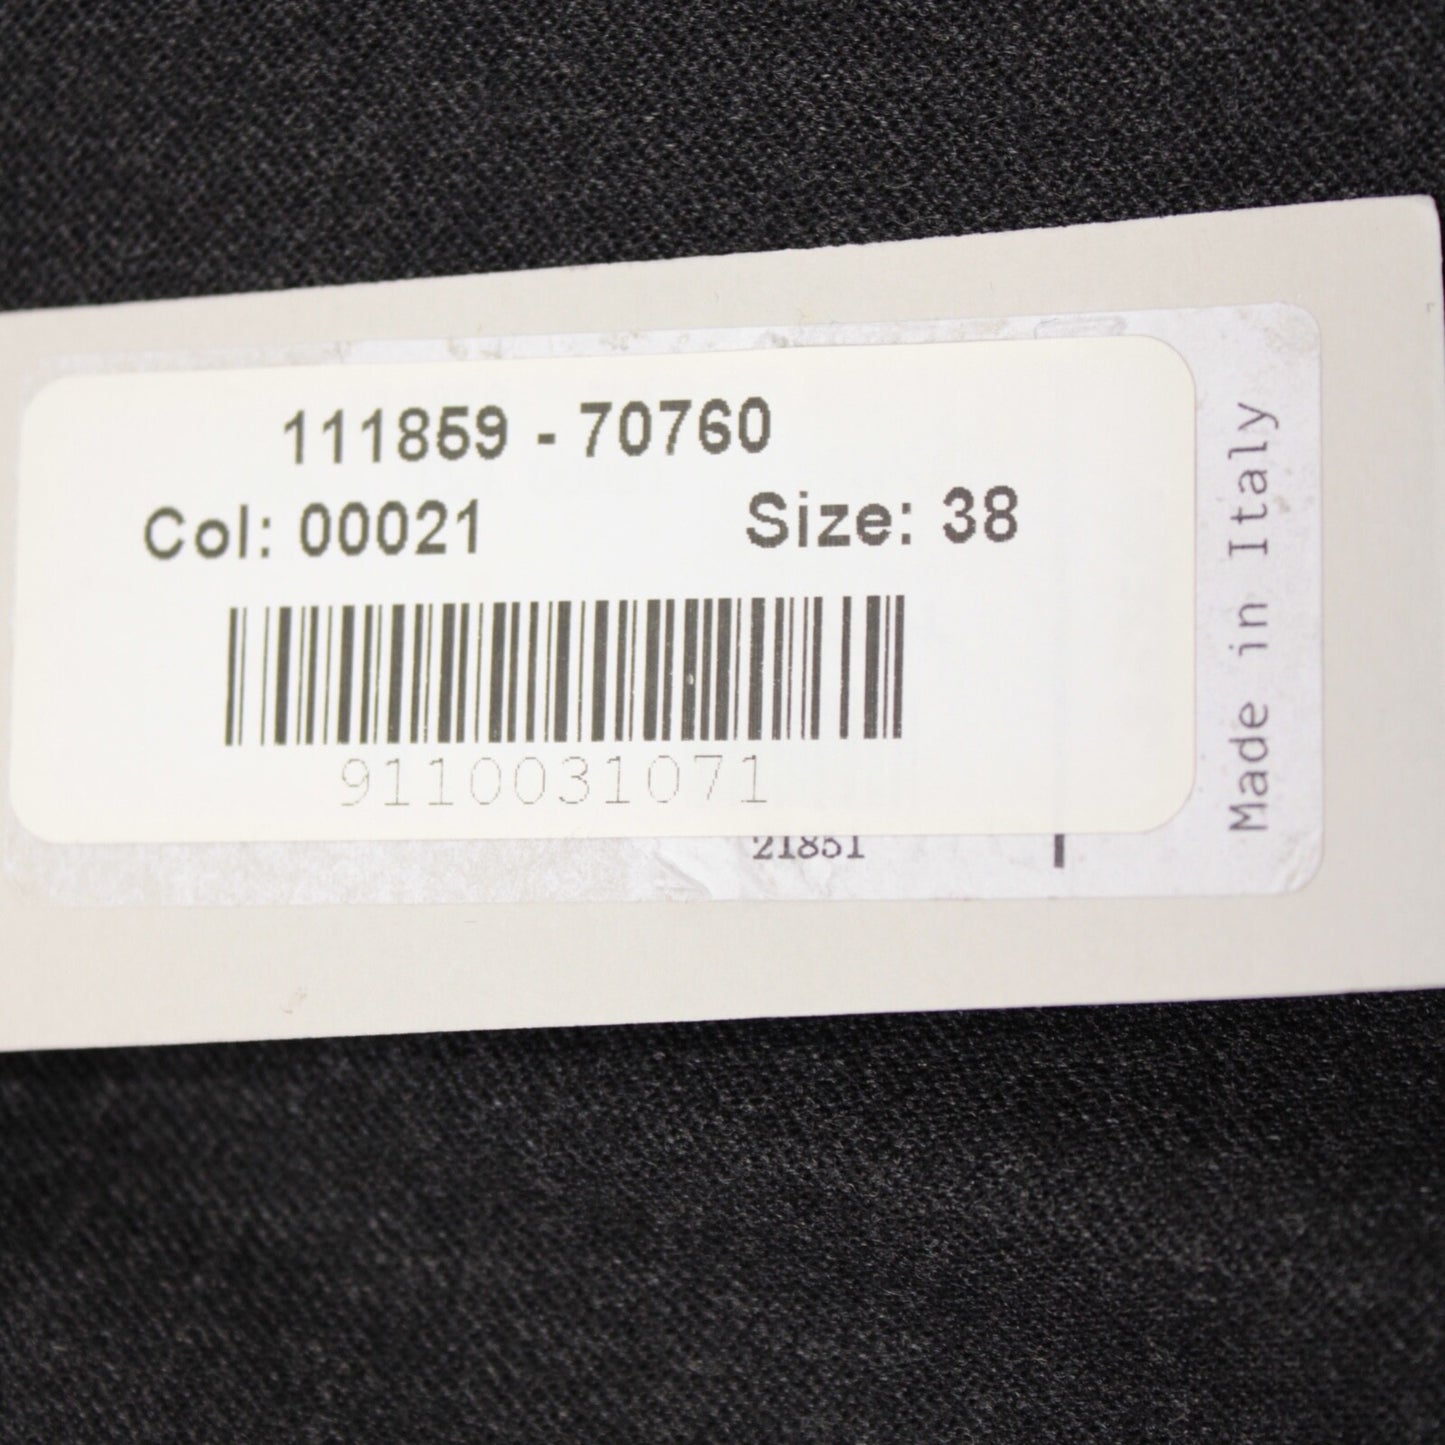 111859 - 70760
Col: 00021 Size: 38
9110031071
21851
Made in Italy